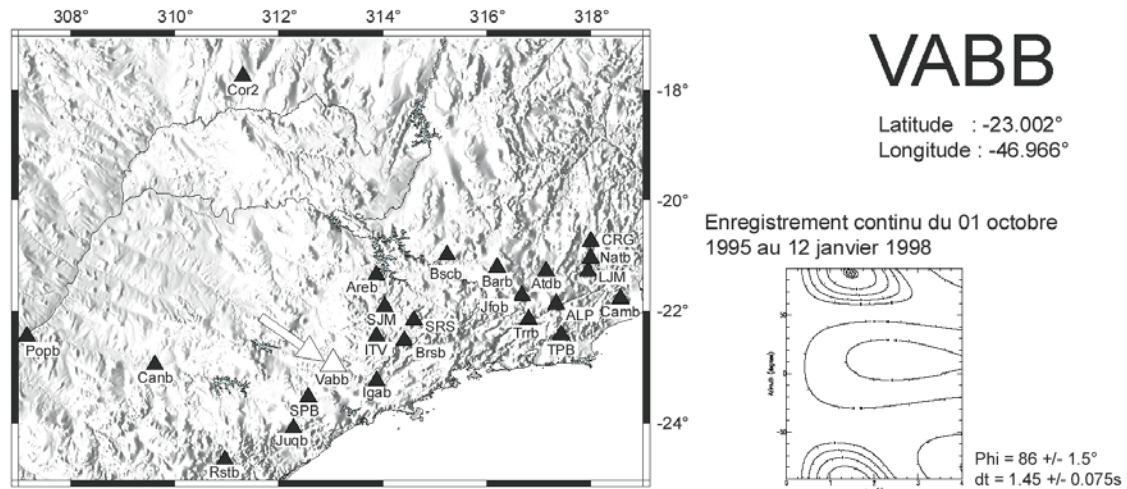 308° 310° 312° 314° 316° 318°
VABB
Cor2
-18°
Latitude : -23.002°
Longitude : -46.966°
-20°
Enregistrement continu du 01 octobre
1995 au 12 janvier 1998
CRG
Natb
LJM
Bscb
Barb
Atdb
Areb
Jfob
ALP
Camb
-22°
SJM
SRS
Trrb
TPB
Popb
ITV
Brsb
Canb
Vabb
Igab
SPB
Juqb
-24°
Rstb
Phi = 86 +/- 1.5°
dt = 1.45 +/- 0.075s